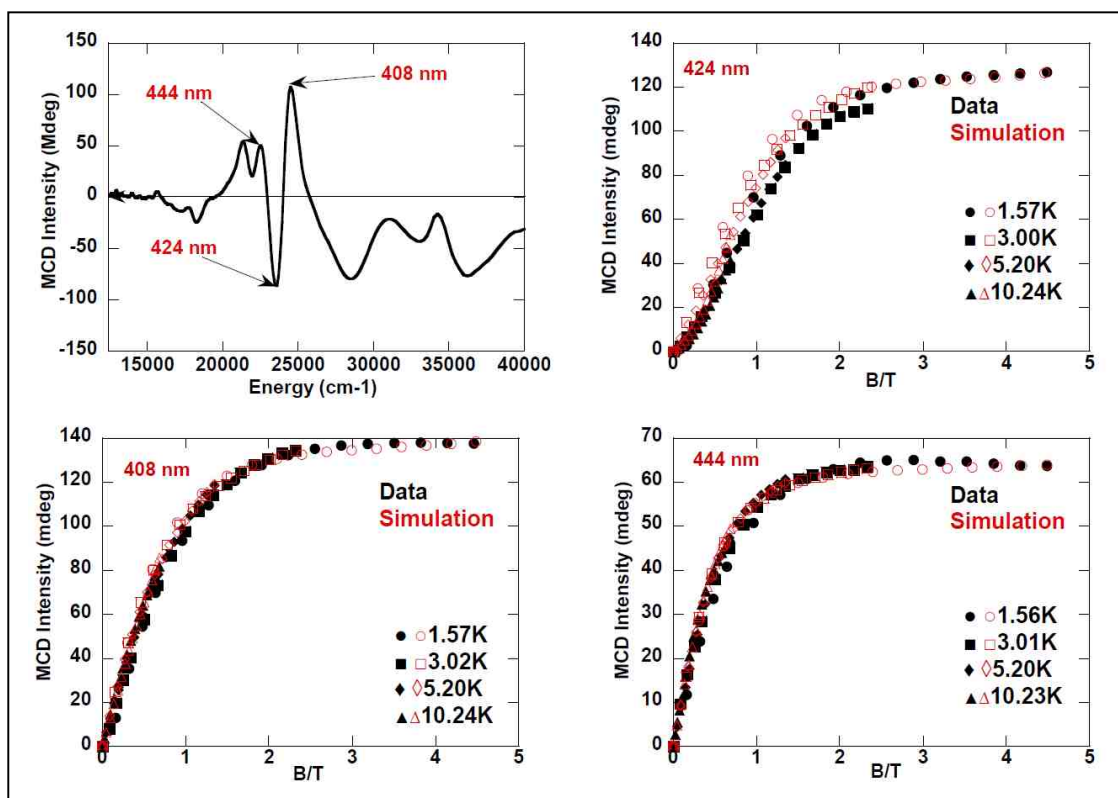 150
100
50
0
-50
-100
-150
MCD Intensity (Mdeg)
408 nm
444 nm
424 nm
15000 20000 25000 30000 35000 40000
Energy (cm-1)
140
120
100
80
60
40
20
0
MCD Intensity (mdeg)
424 nm
Data
Simulation
1.57K
3.00K
5.20K
10.24K
0 1 2 3 4 5
B/T
140
120
100
80
60
40
20
0
MCD Intensity (mdeg)
408 nm
Data
Simulation
1.57K
3.02K
5.20K
10.24K
0 1 2 3 4 5
B/T
70
60
50
40
30
20
10
0
MCD Intensity (mdeg)
444 nm
Data
Simulation
1.56K
3.01K
5.20K
10.23K
0 1 2 3 4 5
B/T